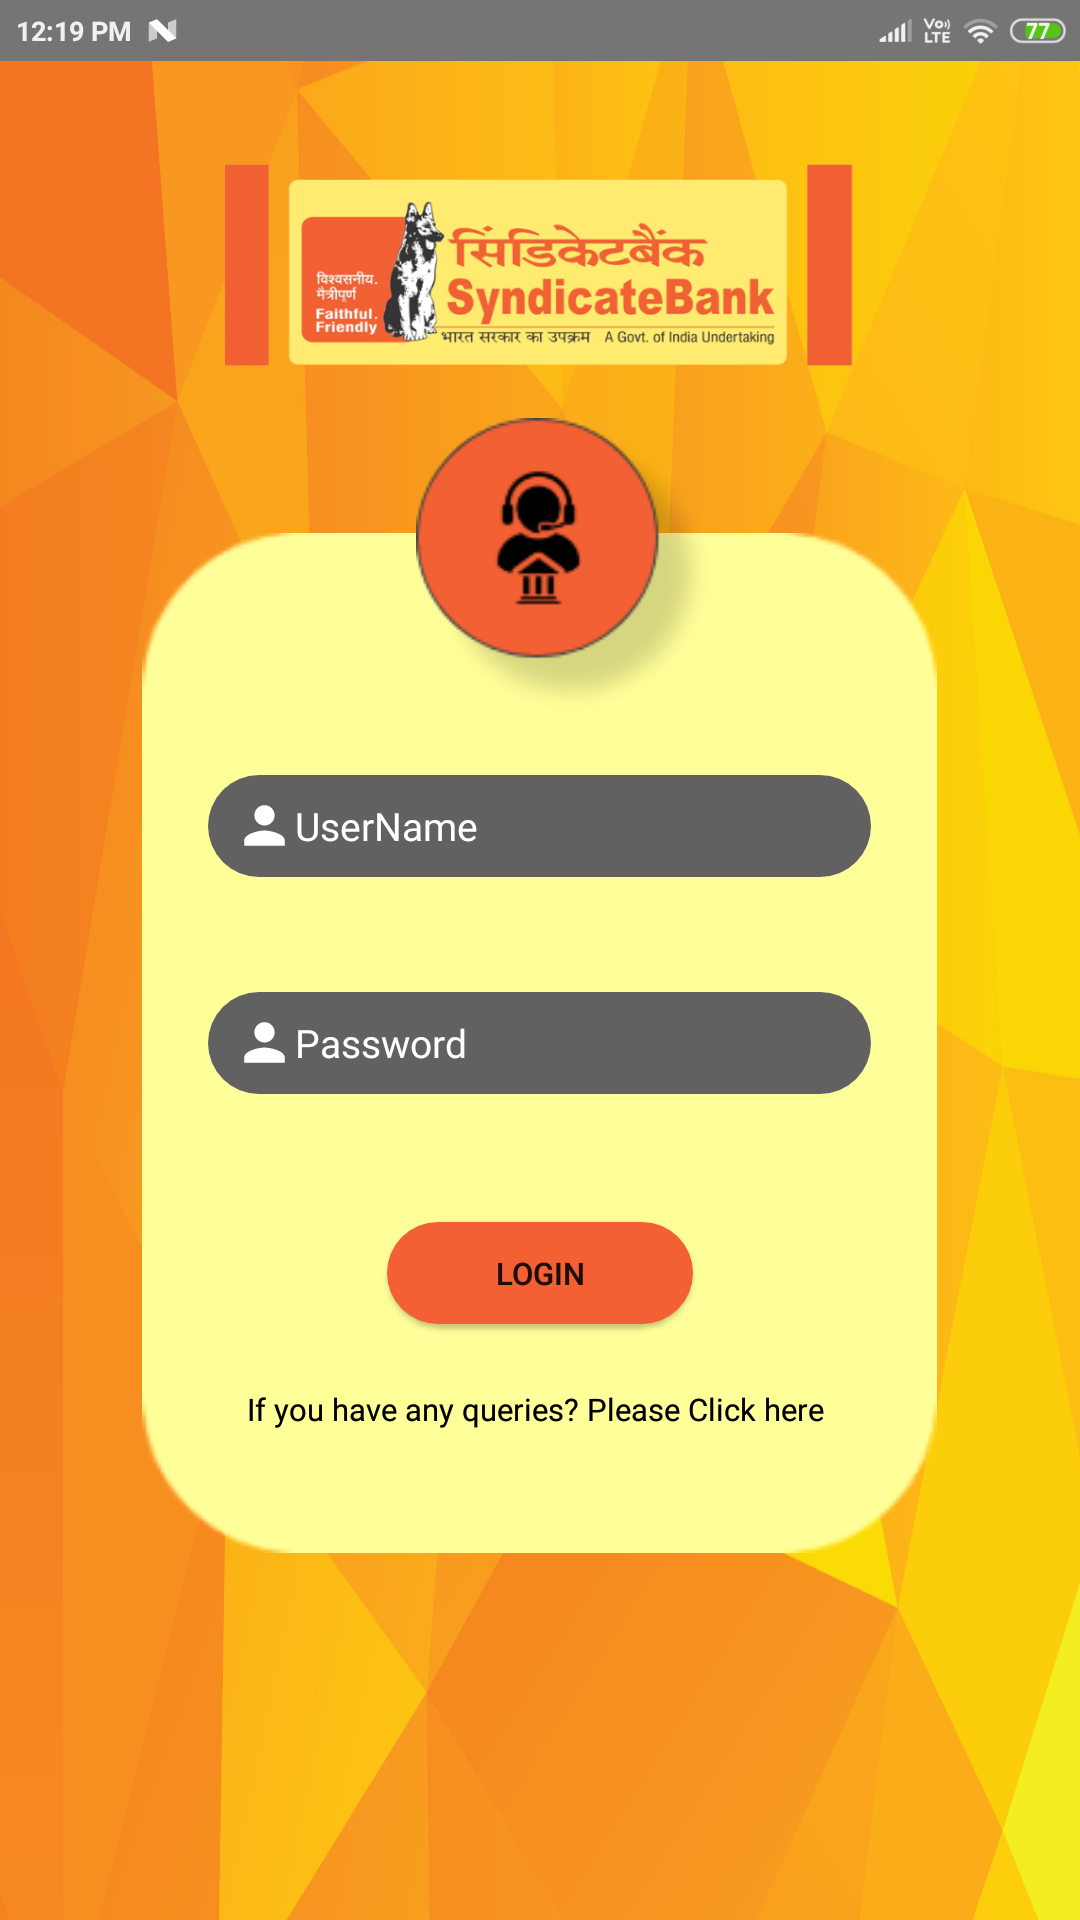 12:19 PM
Vo))
LTE
77
सिंडिकेटबैंक
विश्वसनीय.
मैत्रीपूर्ण
SyndicateBank
Faithful.
Friendly
भारत सरकार का उपक्रम A Govt. of India Undertaking
UserName
Password
LOGIN
If you have any queries? Please Click here